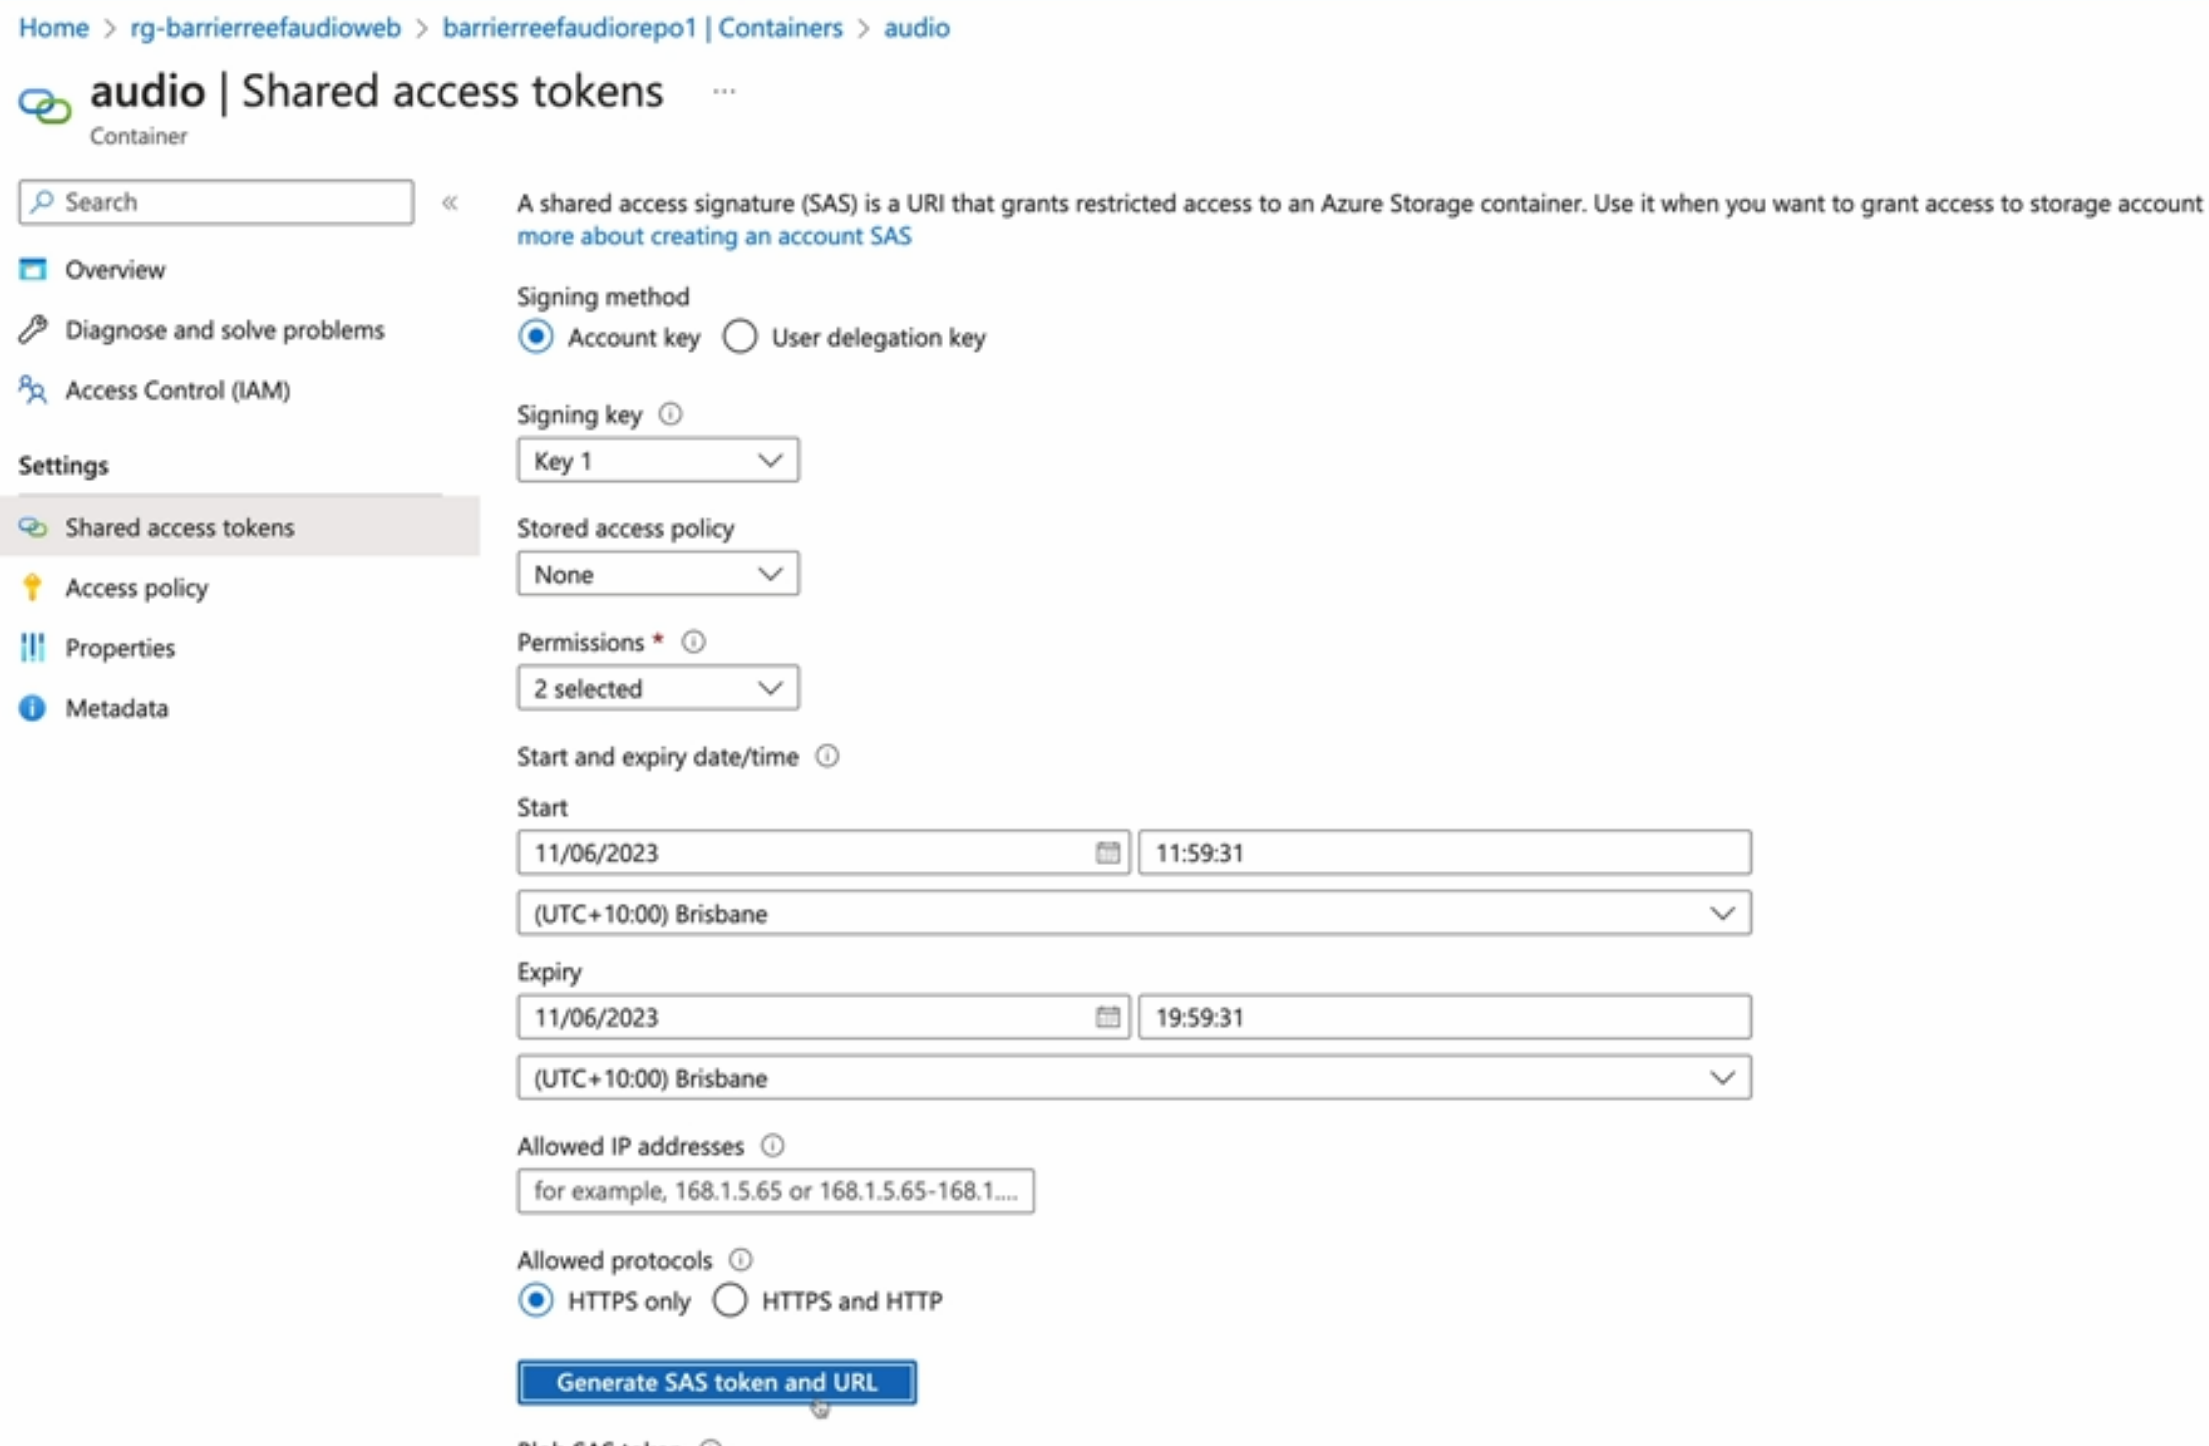 Home > rg-barrierreefaudioweb > barrierreefaudiorepo1 | Containers > audio
audio | Shared access tokens ...
Container
Search «
Overview
Diagnose and solve problems
Access Control (IAM)
Settings
Shared access tokens
Access policy
Properties
Metadata
A shared access signature (SAS) is a URI that grants restricted access to an Azure Storage container. Use it when you want to grant access to storage account
more about creating an account SAS
Signing method
Account key User delegation key
Signing key
Key 1
Stored access policy
None
Permissions *
2 selected
Start and expiry date/time
Start
11/06/2023 11:59:31
(UTC+10:00) Brisbane
Expiry
11/06/2023 19:59:31
(UTC+10:00) Brisbane
Allowed IP addresses
for example, 168.1.5.65 or 168.1.5.65-168.1....
Allowed protocols
HTTPS only HTTPS and HTTP
Generate SAS token and URL